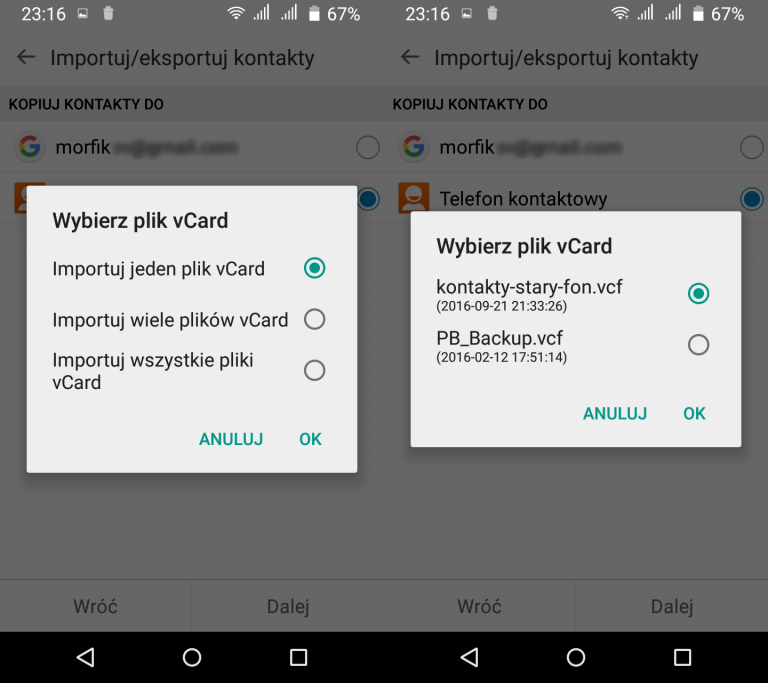 23:16
67%
Importuj/eksportuj kontakty
KOPIUJ KONTAKTY DO
morfik
Wybierz plik vCard
Importuj jeden plik vCard
Importuj wiele plików vCard
Importuj wszystkie pliki
vCard
ANULUJ
OK
Wróć
Dalej
23:16
67%
Importuj/eksportuj kontakty
KOPIUJ KONTAKTY DO
morfik
Telefon kontaktowy
Wybierz plik vCard
kontakty-stary-fon.vcf
(2016-09-21 21:33:26)
PB_Backup.vcf
(2016-02-12 17:51:14)
ANULUJ
OK
Wróć
Dalej